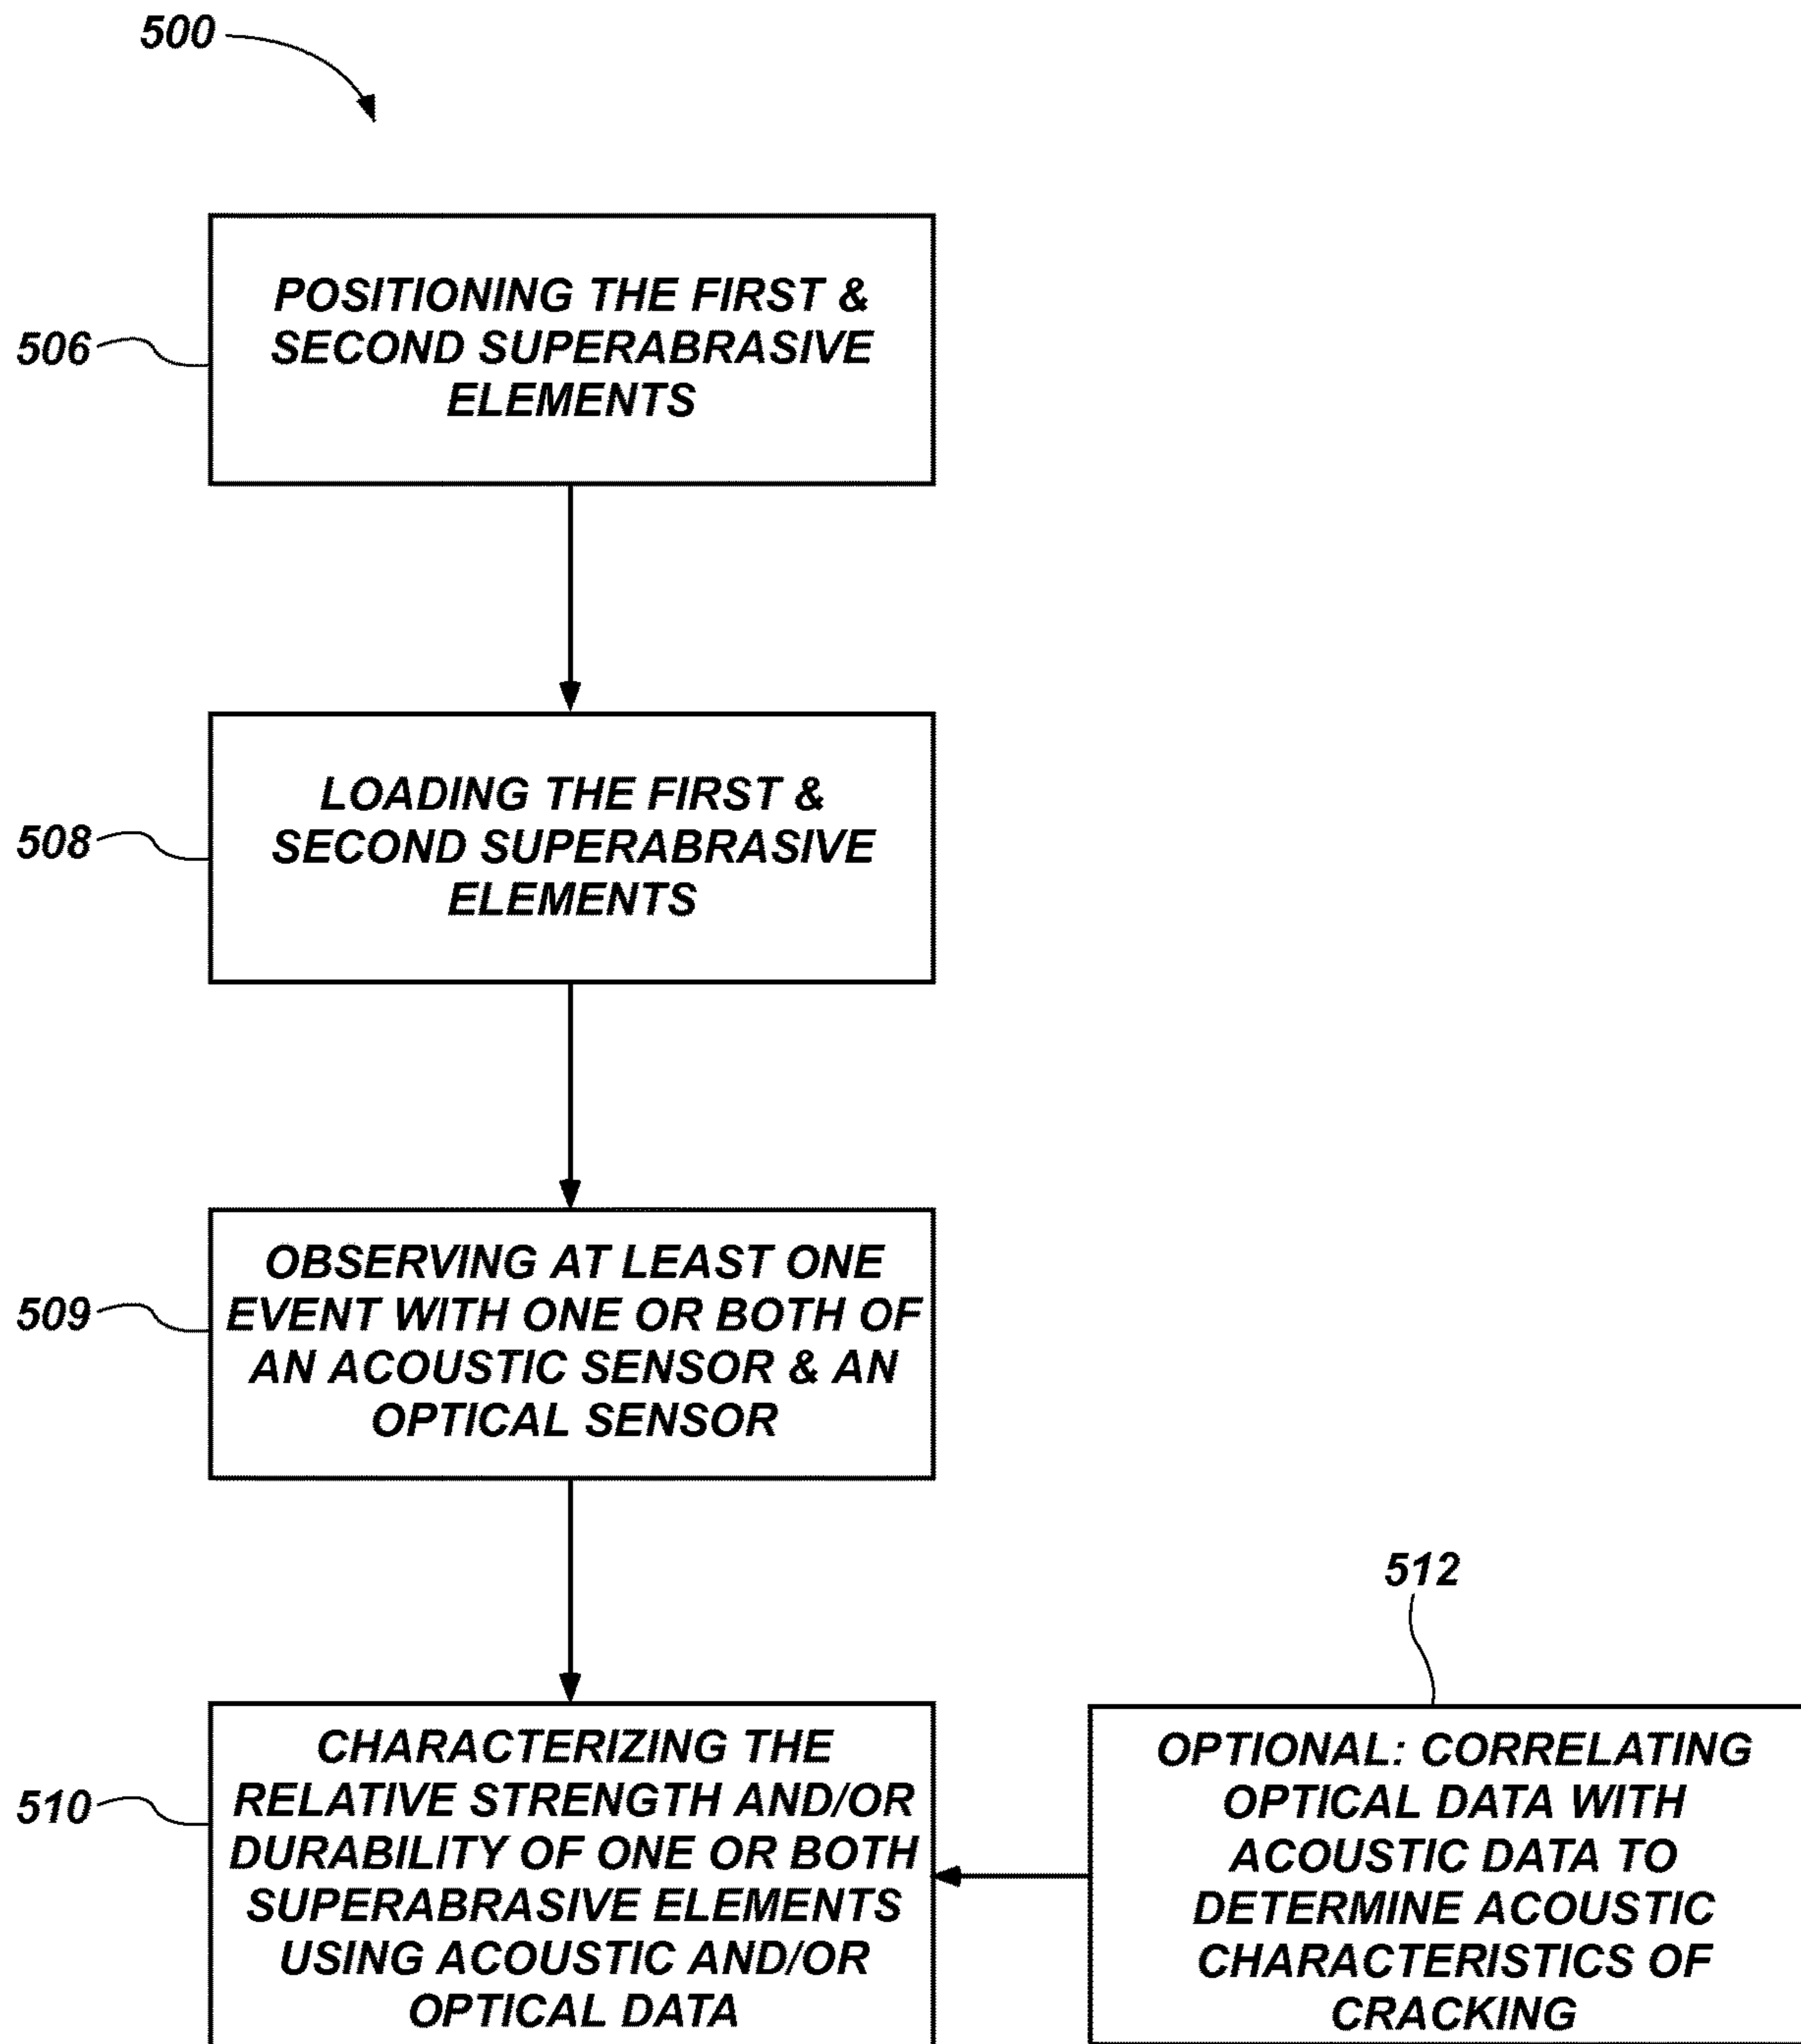 500
POSITIONING THE FIRST &
SECOND SUPERABRASIVE
ELEMENTS
506
LOADING THE FIRST &
SECOND SUPERABRASIVE
ELEMENTS
508
OBSERVING AT LEAST ONE
EVENT WITH ONE OR BOTH OF
AN ACOUSTIC SENSOR & AN
OPTICAL SENSOR
509
CHARACTERIZING THE
RELATIVE STRENGTH AND/OR
DURABILITY OF ONE OR BOTH
SUPERABRASIVE ELEMENTS
USING ACOUSTIC AND/OR
OPTICAL DATA
510
512
OPTIONAL: CORRELATING
OPTICAL DATA WITH
ACOUSTIC DATA TO
DETERMINE ACOUSTIC
CHARACTERISTICS OF
CRACKING